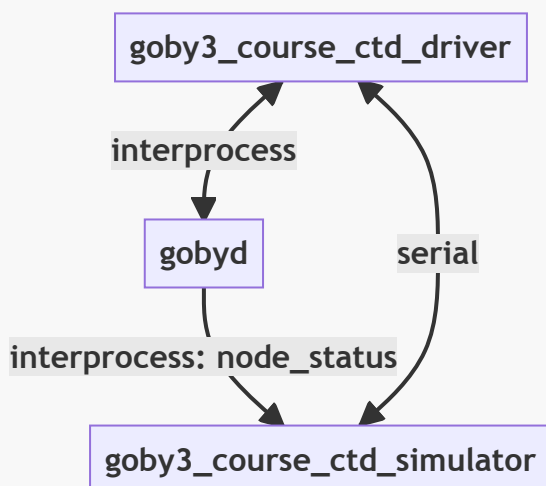 goby3_course_ctd_driver
interprocess
gobyd
serial
interprocess: node_status
goby3_course_ctd_simulator